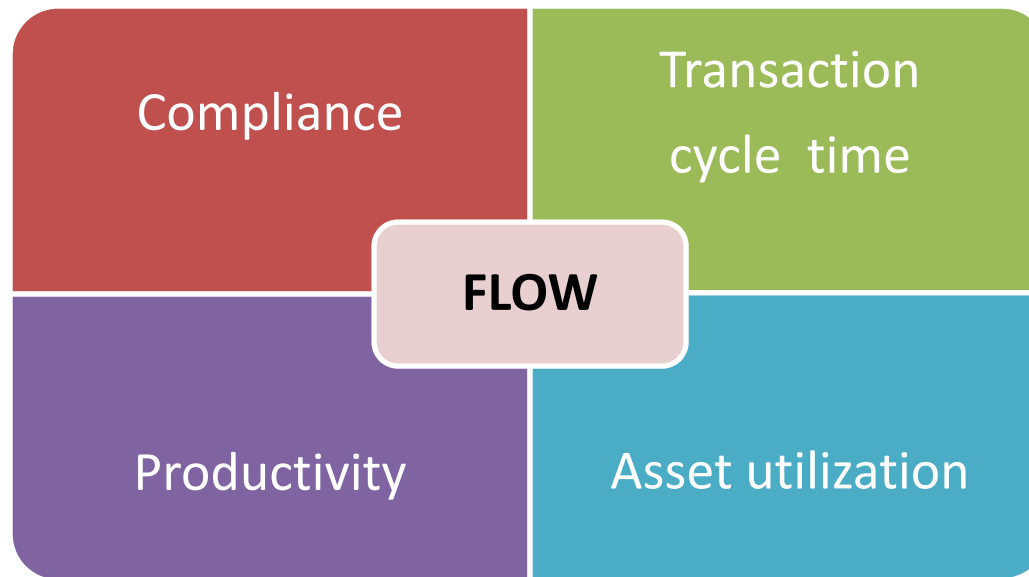 Compliance
Transaction
cycle  time
FLOW
Productivity
Asset utilization